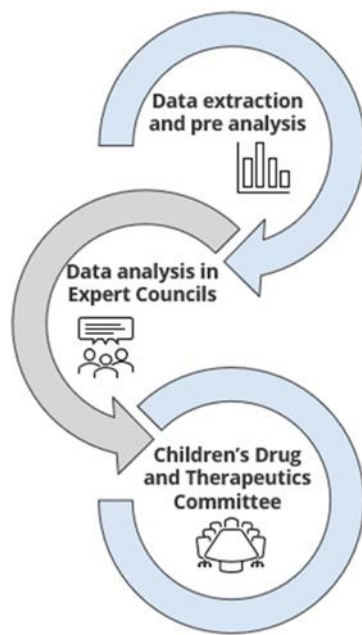 Data extraction
and pre analysis
Data analysis in
Expert Councils
Children's Drug
and Therapeutics
Committee